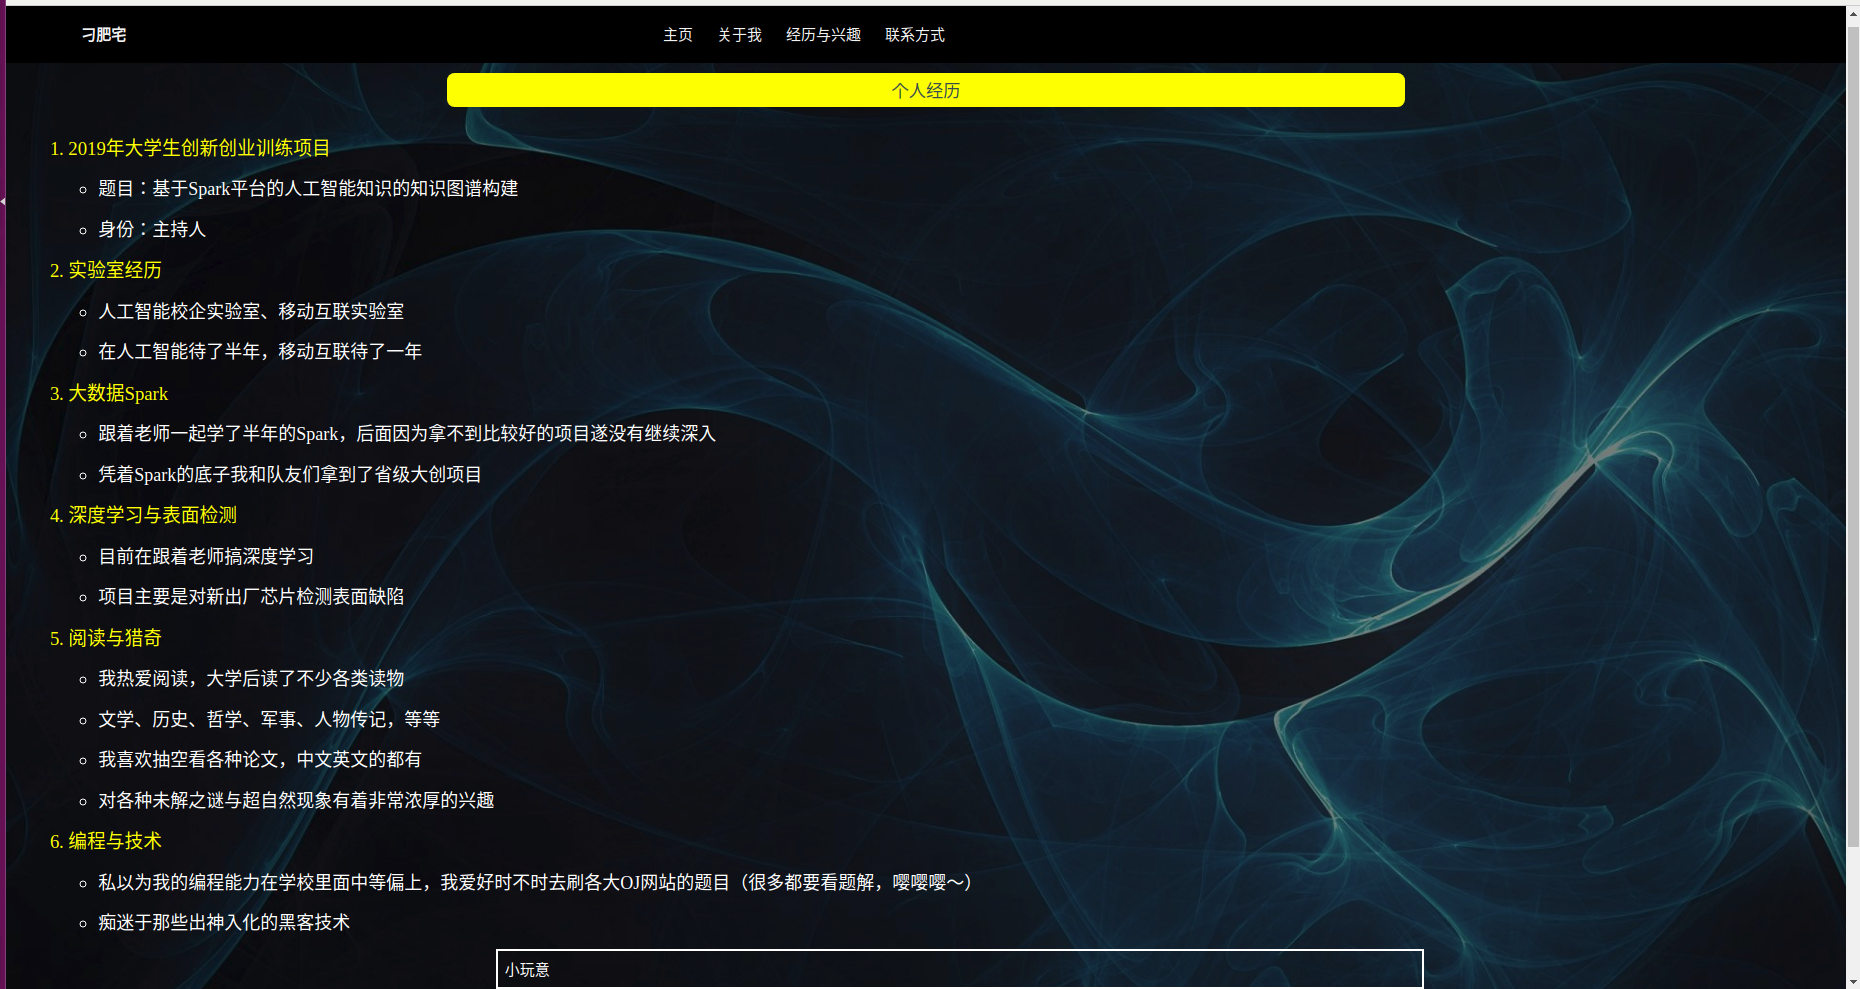 刁肥宅
主页 关于我 经历与兴趣 联系方式
个人经历
1. 2019年大学生创新创业训练项目
题目：基于Spark平台的人工智能知识的知识图谱构建
身份：主持人
2. 实验室经历
人工智能校企实验室、移动互联实验室
在人工智能待了半年，移动互联待了一年
3. 大数据Spark
跟着老师一起学了半年的Spark，后面因为拿不到比较好的项目遂没有继续深入
凭着Spark的底子我和队友们拿到了省级大创项目
4. 深度学习与表面检测
目前在跟着老师搞深度学习
项目主要是对新出厂芯片检测表面缺陷
5. 阅读与猎奇
我热爱阅读，大学后读了不少各类读物
文学、历史、哲学、军事、人物传记，等等
我喜欢抽空看各种论文，中文英文的都有
对各种未解之谜与超自然现象有着非常浓厚的兴趣
6. 编程与技术
私以为我的编程能力在学校里面中等偏上，我爱好时不时去刷各大OJ网站的题目（很多都要看题解，嘤嘤嘤～）
痴迷于那些出神入化的黑客技术
小玩意